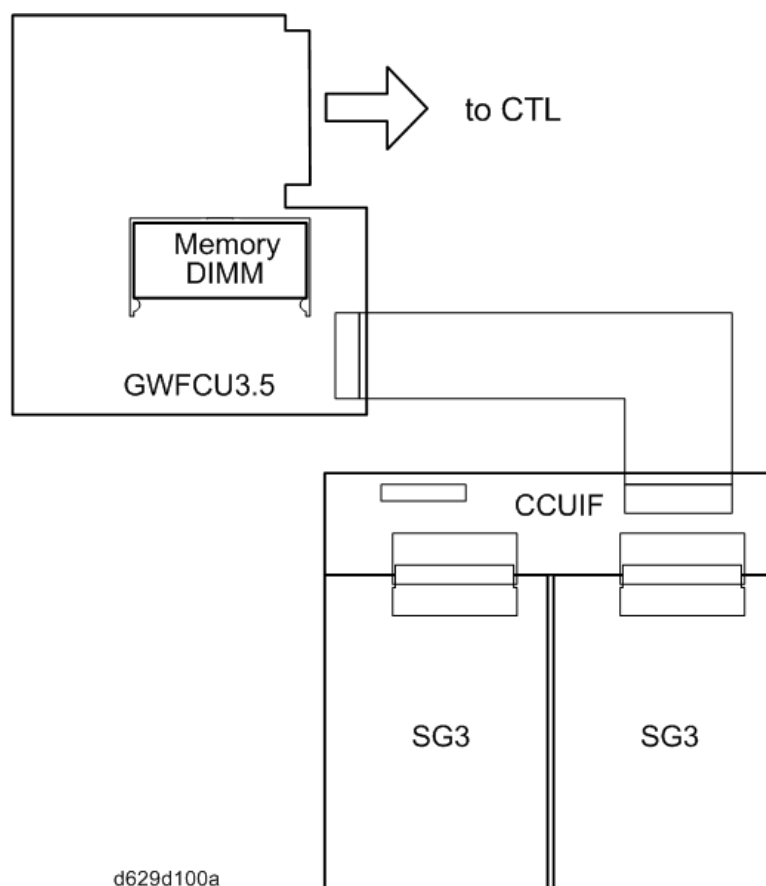 to CTL
Memory
DIMM
GWFCU3.5
CCUIF
SG3
SG3
d629d100a